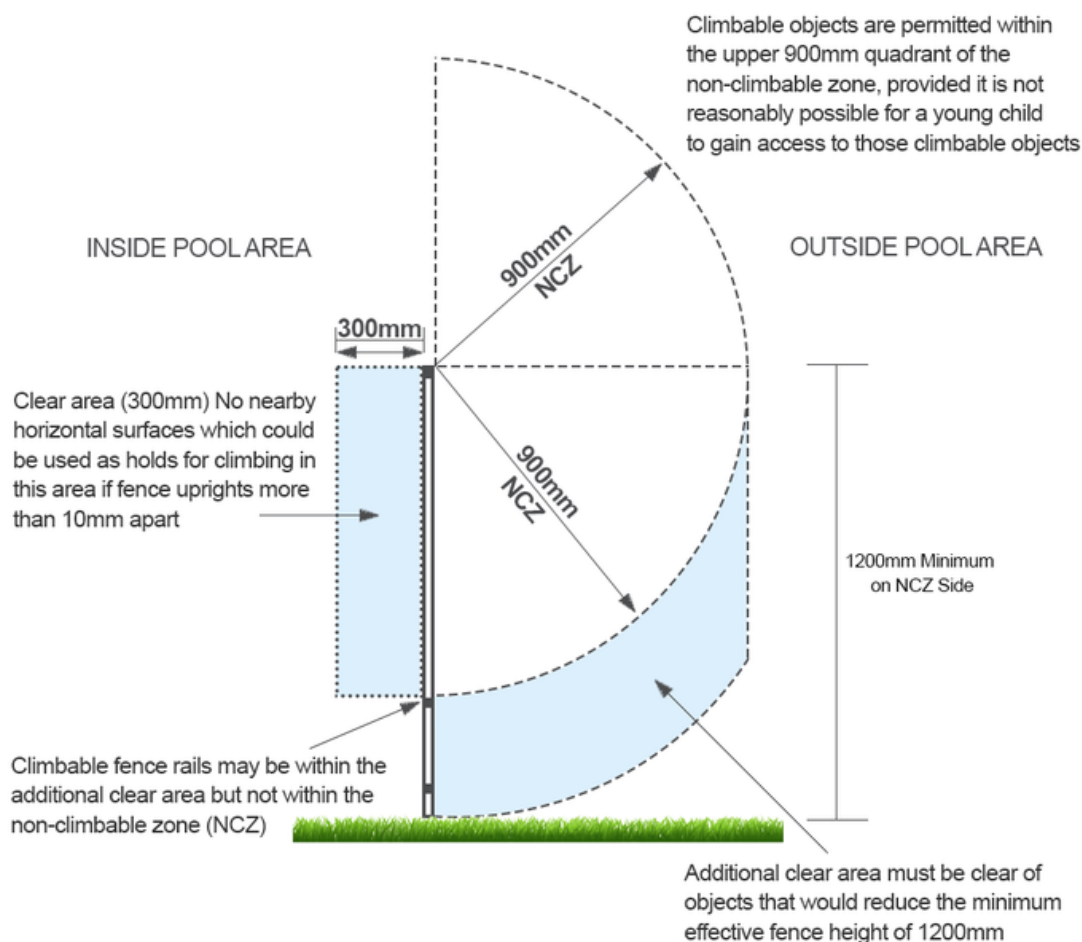 Climbable objects are permitted within
the upper 900mm quadrant of the
non-climbable zone, provided it is not
reasonably possible for a young child
to gain access to those climbable objects
INSIDE POOL AREA
OUTSIDE POOL AREA
900mm
NCZ
300mm
Clear area (300mm) No nearby
horizontal surfaces which could
be used as holds for climbing in
this area if fence uprights more
than 10mm apart
900mm
NCZ
1200mm Minimum
on NCZ Side
Climbable fence rails may be within the
additional clear area but not within the
non-climbable zone (NCZ)
Additional clear area must be clear of
objects that would reduce the minimum
effective fence height of 1200mm